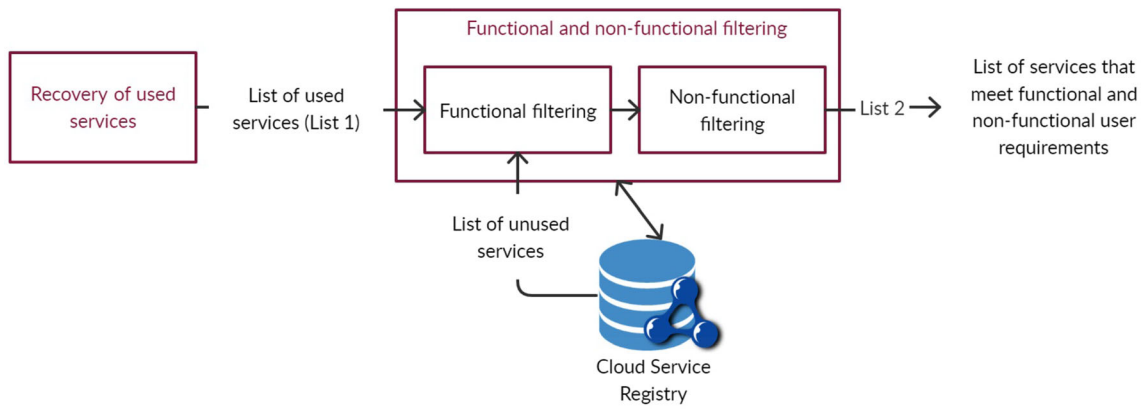 Functional and non-functional filtering
Recovery of used
services
List of used
services (List 1)
Functional filtering
Non-functional
filtering
List 2
List of services that
meet functional and
non-functional user
requirements
List of unused
services
Cloud Service
Registry